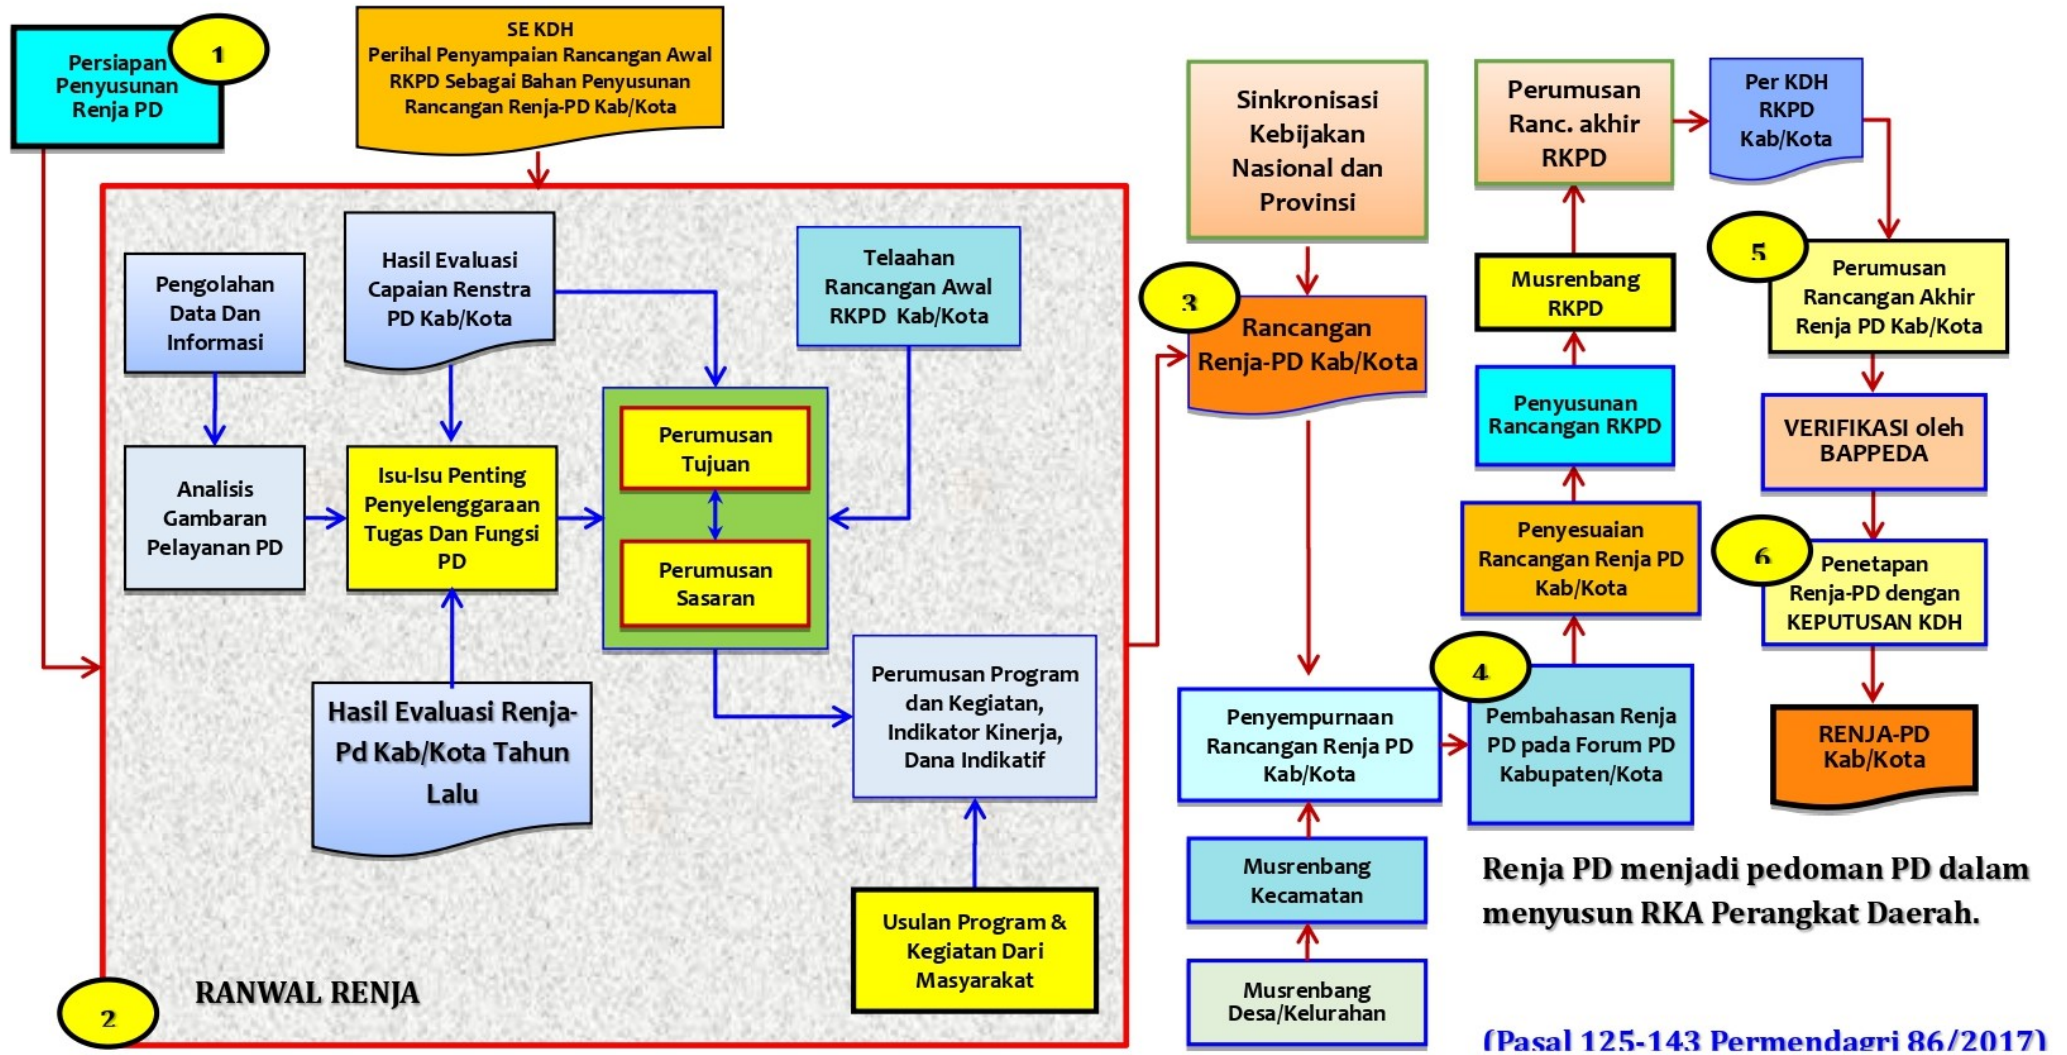 Persiapan
Penyusunan
Renja PD
1
SE KDH
Perihal Penyampaian Rancangan Awal
RKPD Sebagai Bahan Penyusunan
Rancangan Renja-PD Kab/Kota
Pengolahan
Data Dan
Informasi
Hasil Evaluasi
Capaian Renstra
PD Kab/Kota
Telaahan
Rancangan Awal
RKPD Kab/Kota
Analisis
Gambaran
Pelayanan PD
Isu-Isu Penting
Penyelenggaraan
Tugas Dan Fungsi
PD
Perumusan
Tujuan
Perumusan
Sasaran
Hasil Evaluasi Renja-
Pd Kab/Kota Tahun
Lalu
Perumusan Program
dan Kegiatan,
Indikator Kinerja,
Dana Indikatif
Usulan Program &
Kegiatan Dari
Masyarakat
RANWAL RENJA
2
Sinkronisasi
Kebijakan
Nasional dan
Provinsi
3
Rancangan
Renja-PD Kab/Kota
Penyempurnaan
Rancangan Renja PD
Kab/Kota
Musrenbang
Kecamatan
Musrenbang
Desa/Kelurahan
4
Pembahasan Renja
PD pada Forum PD
Kabupaten/Kota
Penyesuaian
Rancangan Renja PD
Kab/Kota
Penyusunan
Rancangan RKPD
Musrenbang
RKPD
Perumusan
Ranc. akhir
RKPD
Per KDH
RKPD
Kab/Kota
5
Perumusan
Rancangan Akhir
Renja PD Kab/Kota
VERIFIKASI oleh
BAPPEDA
6
Penetapan
Renja-PD dengan
KEPUTUSAN KDH
RENJA-PD
Kab/Kota
Renja PD menjadi pedoman PD dalam
menyusun RKA Perangkat Daerah.
(Pasal 125-143 Permendagri 86/2017)